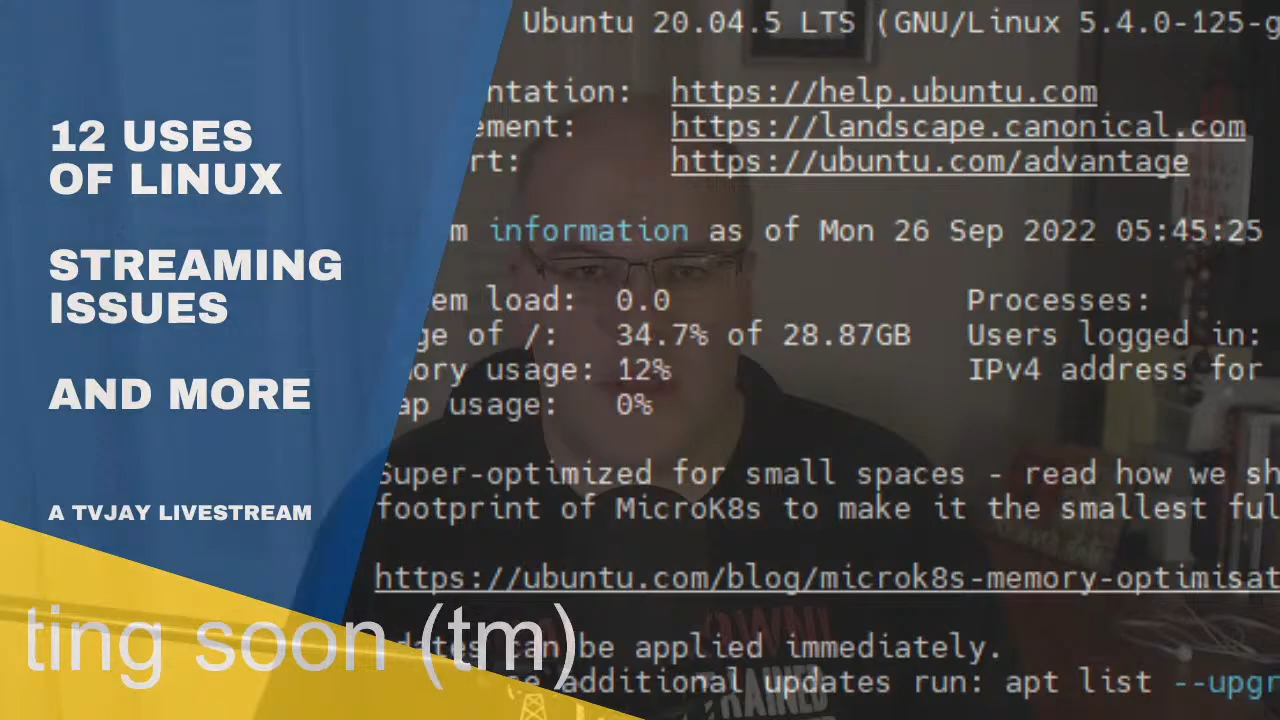 12 USES
OF LINUX
STREAMING
ISSUES
AND MORE
A TVJAY LIVESTREAM
ting soon (tm)
Ubuntu 20.04.5 LTS (GNU/Linux 5.4.0-125-g
ntation: https://help.ubuntu.com
ement: https://landscape.canonical.com
rt: https://ubuntu.com/advantage
m information as of Mon 26 Sep 2022 05:45:25
em load: 0.0 Processes:
ge of /: 34.7% of 28.87GB Users logged in:
ory usage: 12% IPv4 address for
ap usage: 0%
Super-optimized for small spaces - read how we sh
footprint of MicroK8s to make it the smallest ful
https://ubuntu.com/blog/microk8s-memory-optimisat
dates can be applied immediately.
additional updates run: apt list --upgr
TRAINED